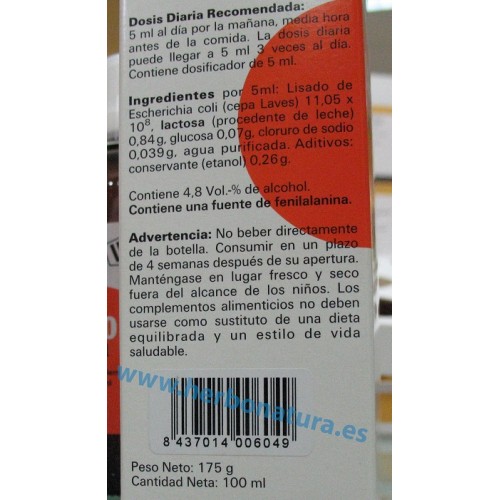 Dosis Diaria Recomendada:
5 ml al día por la mañana, media hora
antes de la comida. La dosis diaria
puede llegar a 5 ml 3 veces al día.
Contiene dosificador de 5 ml.
Ingredientes por 5ml: Lisado de
Escherichia coli (cepa Laves) 11,05 x
10⁸, lactosa (procedente de leche)
0,84g, glucosa 0,07g, cloruro de sodio
0,039g, agua purificada. Aditivos:
conservante (etanol) 0,26g.
Contiene 4,8 Vol.-% de alcohol.
Contiene una fuente de fenilalanina.
Advertencia: No beber directamente
de la botella. Consumir en un plazo
de 4 semanas después de su apertura.
Manténgase en lugar fresco y seco
fuera del alcance de los niños. Los
complementos alimenticios no deben
usarse como sustituto de una dieta
equilibrada y un estilo de vida
saludable.
www.herbonatura.es
8 437014 006049
Peso Neto: 175 g
Cantidad Neta: 100 ml